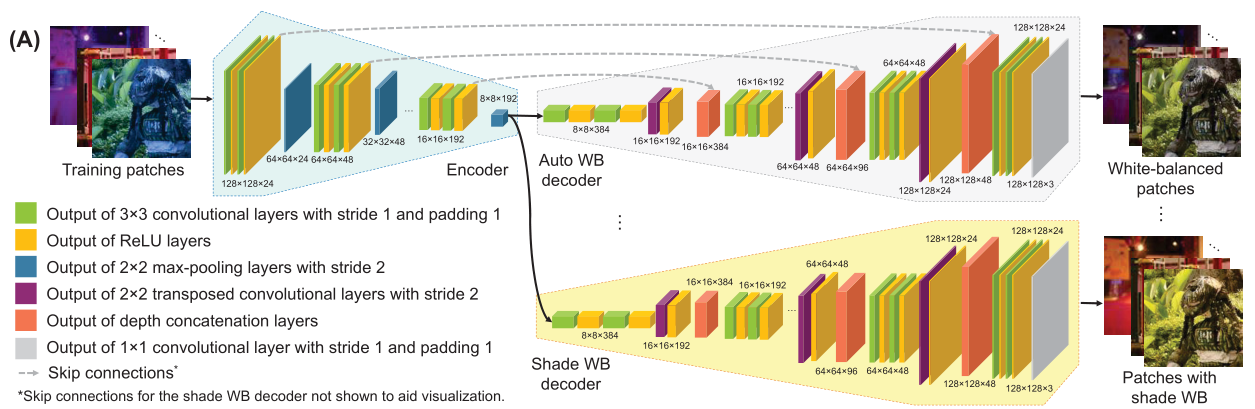 (A)
Training patches
128×128×24
64×64×24
64×64×48
32×32×48
...
16×16×192
8×8×192
Encoder
Auto WB
decoder
8×8×384
16×16×192
16×16×384
16×16×192
...
64×64×48
64×64×96
64×64×48
128×128×24
128×128×48
128×128×24
128×128×3
White-balanced
patches
Output of 3×3 convolutional layers with stride 1 and padding 1
Output of ReLU layers
Output of 2×2 max-pooling layers with stride 2
Output of 2×2 transposed convolutional layers with stride 2
Output of depth concatenation layers
Output of 1×1 convolutional layer with stride 1 and padding 1
Skip connections*
*Skip connections for the shade WB decoder not shown to aid visualization.
Shade WB
decoder
8×8×384
16×16×192
16×16×384
16×16×192
...
64×64×48
64×64×96
64×64×48
128×128×24
128×128×48
128×128×24
128×128×3
Patches with
shade WB